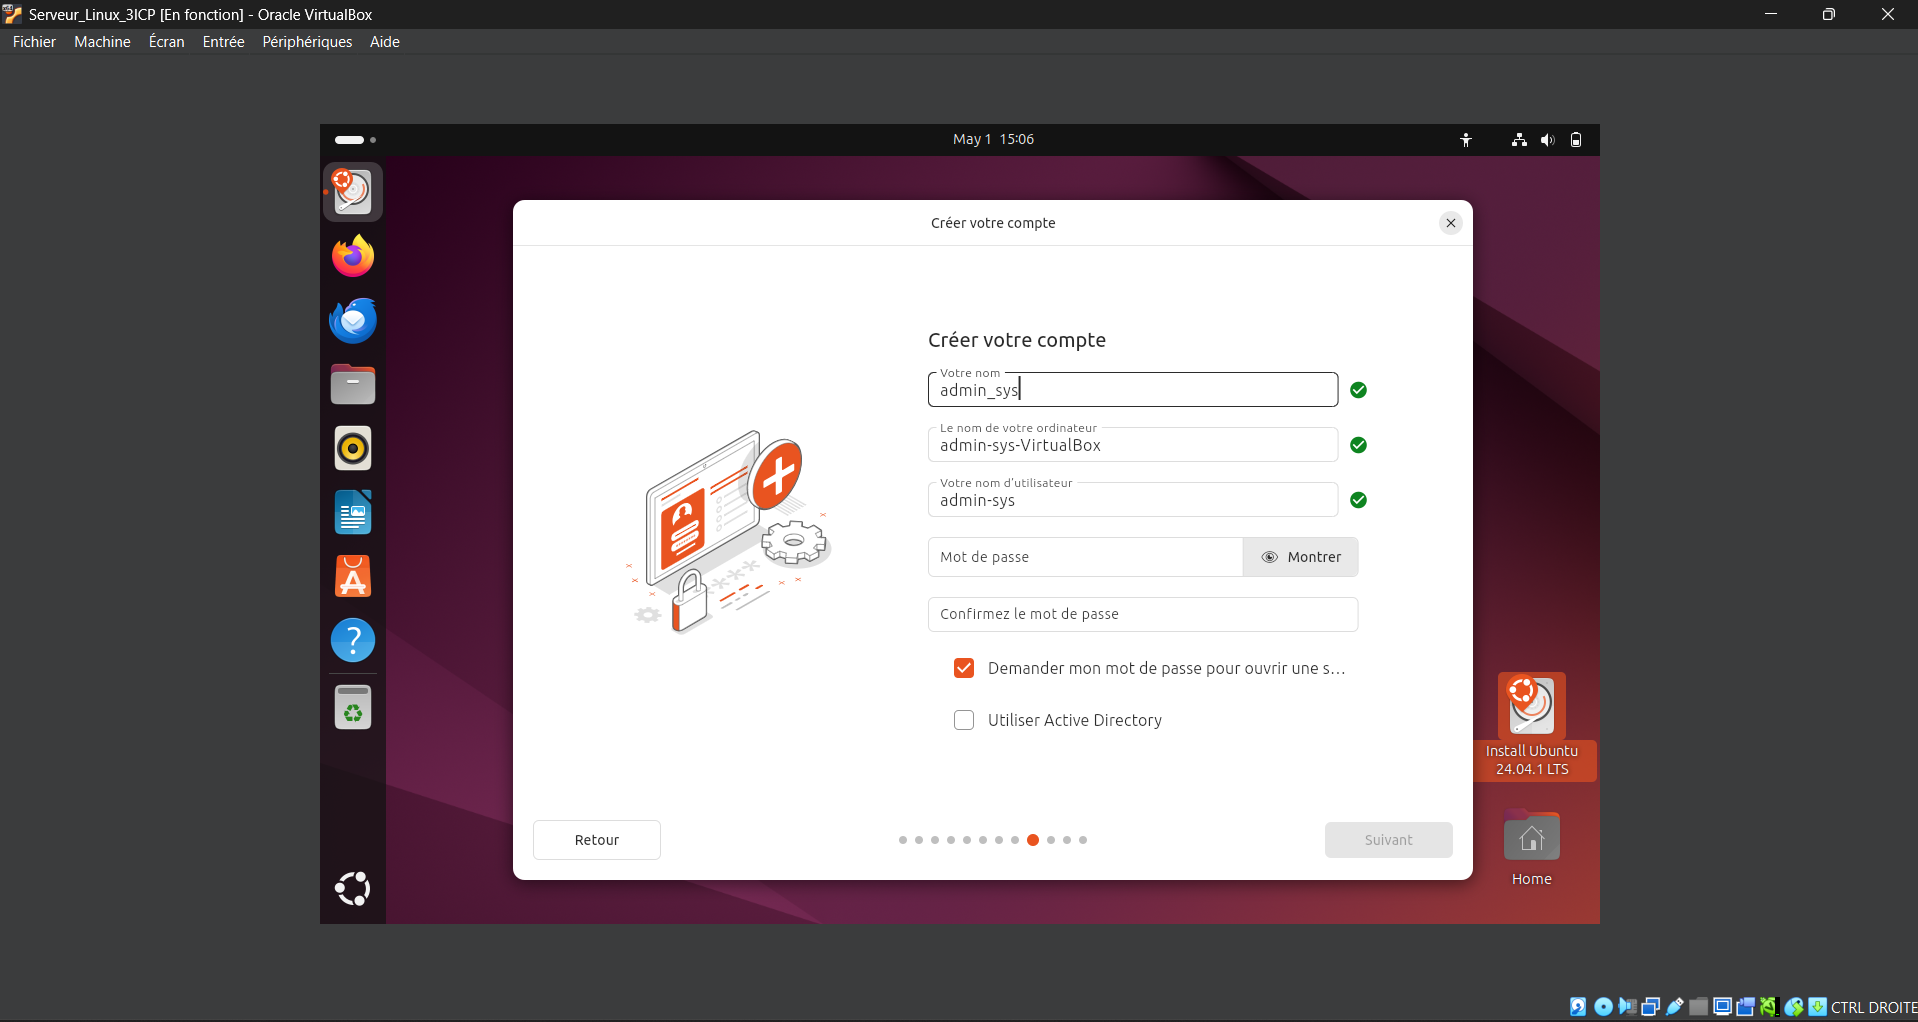 Serveur_Linux_3ICP [En fonction] - Oracle VirtualBox
Fichier Machine Écran Entrée Périphériques Aide
May 1 15:06
Créer votre compte
Créer votre compte
Votre nom
admin_sys
Le nom de votre ordinateur
admin-sys-VirtualBox
Votre nom d'utilisateur
admin-sys
Mot de passe
Montrer
Confirmez le mot de passe
Demander mon mot de passe pour ouvrir une s...
Utiliser Active Directory
Install Ubuntu
24.04.1 LTS
Retour
Suivant
Home
CTRL DROITE